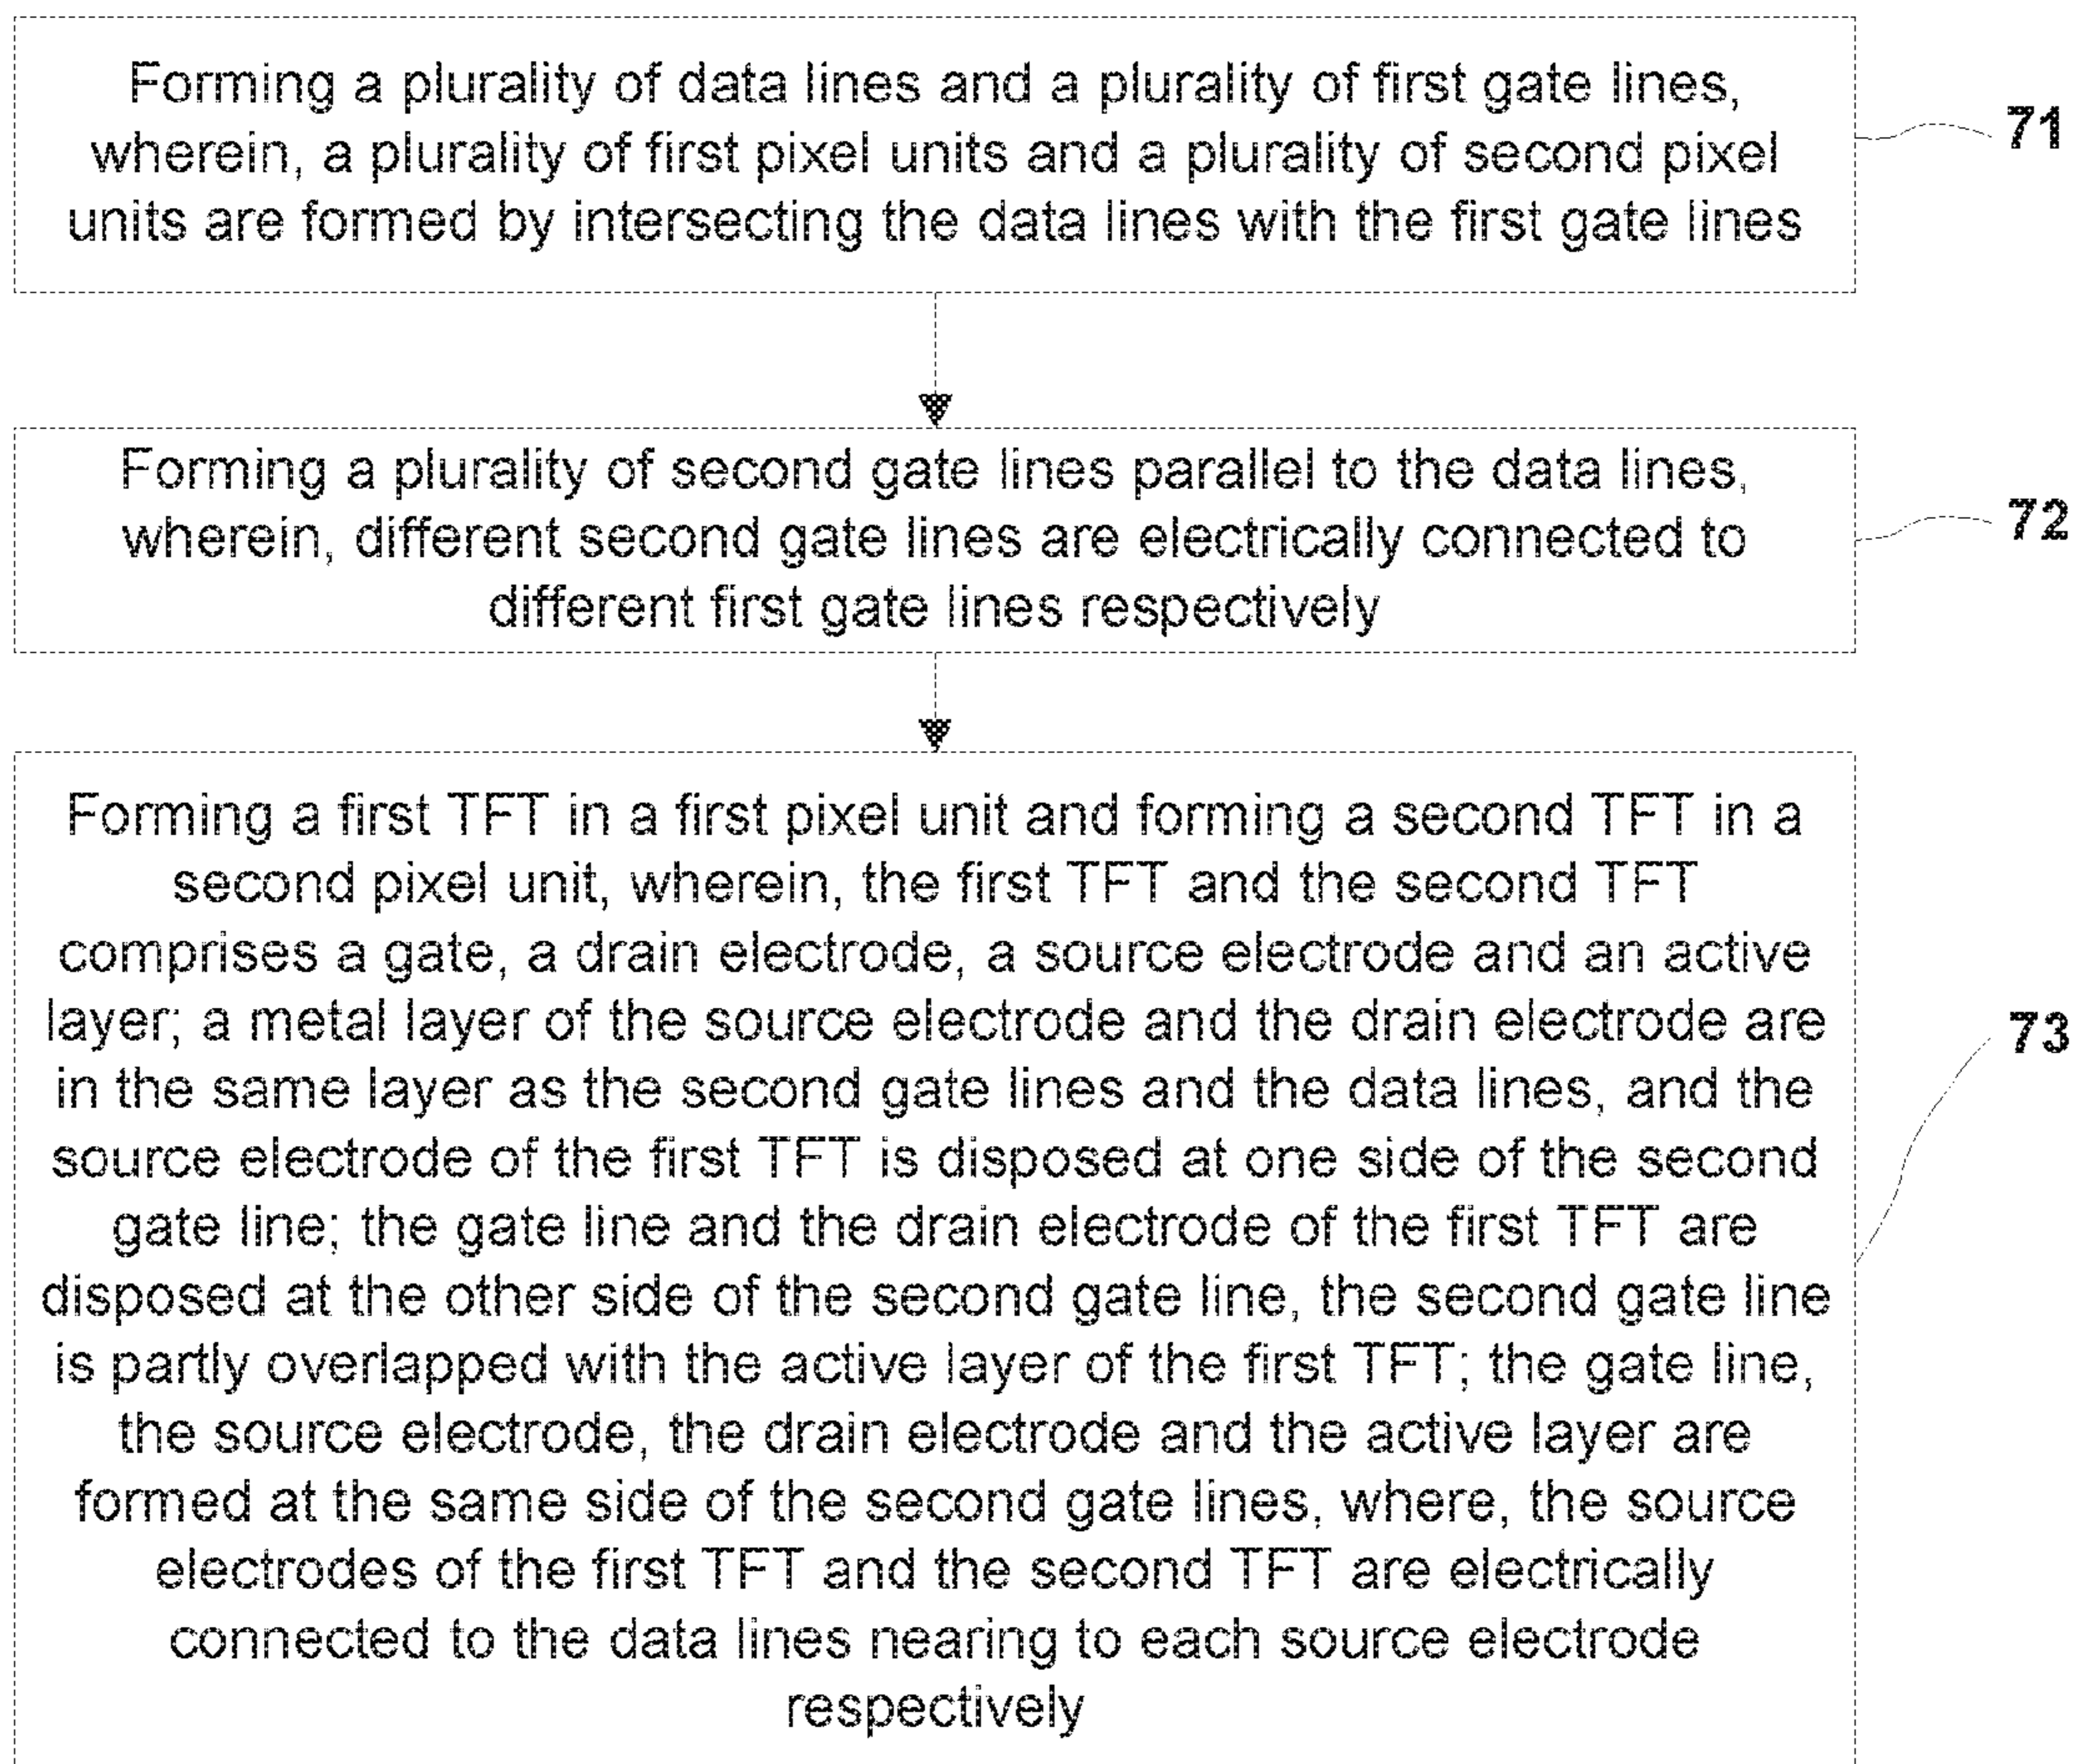 Forming a plurality of data lines and a plurality of first gate lines,
wherein, a plurality of first pixel units and a plurality of second pixel
units are formed by intersecting the data lines with the first gate lines
71
Forming a plurality of second gate lines parallel to the data lines,
wherein, different second gate lines are electrically connected to
different first gate lines respectively
72
Forming a first TFT in a first pixel unit and forming a second TFT in a
second pixel unit, wherein, the first TFT and the second TFT
comprises a gate, a drain electrode, a source electrode and an active
layer; a metal layer of the source electrode and the drain electrode are
in the same layer as the second gate lines and the data lines, and the
source electrode of the first TFT is disposed at one side of the second
gate line; the gate line and the drain electrode of the first TFT are
disposed at the other side of the second gate line, the second gate line
is partly overlapped with the active layer of the first TFT; the gate line,
the source electrode, the drain electrode and the active layer are
formed at the same side of the second gate lines, where, the source
electrodes of the first TFT and the second TFT are electrically
connected to the data lines nearing to each source electrode
respectively
73